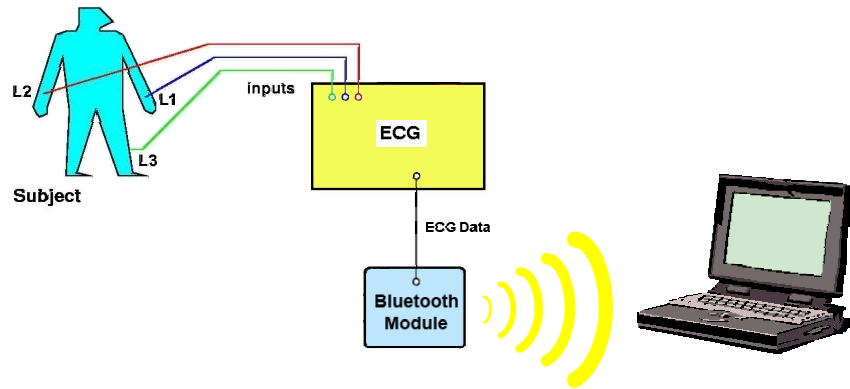 L2
L1
inputs
ECG
L3
Subject
ECG Data
Bluetooth
Module